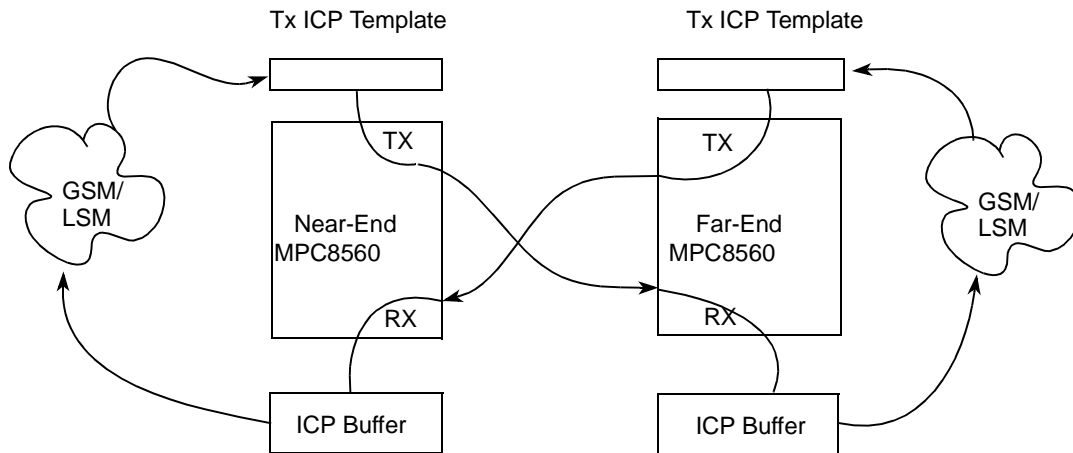 Tx ICP Template
Tx ICP Template
TX
TX
GSM/
LSM
Near-End
MPC8560
Far-End
MPC8560
GSM/
LSM
RX
RX
ICP Buffer
ICP Buffer